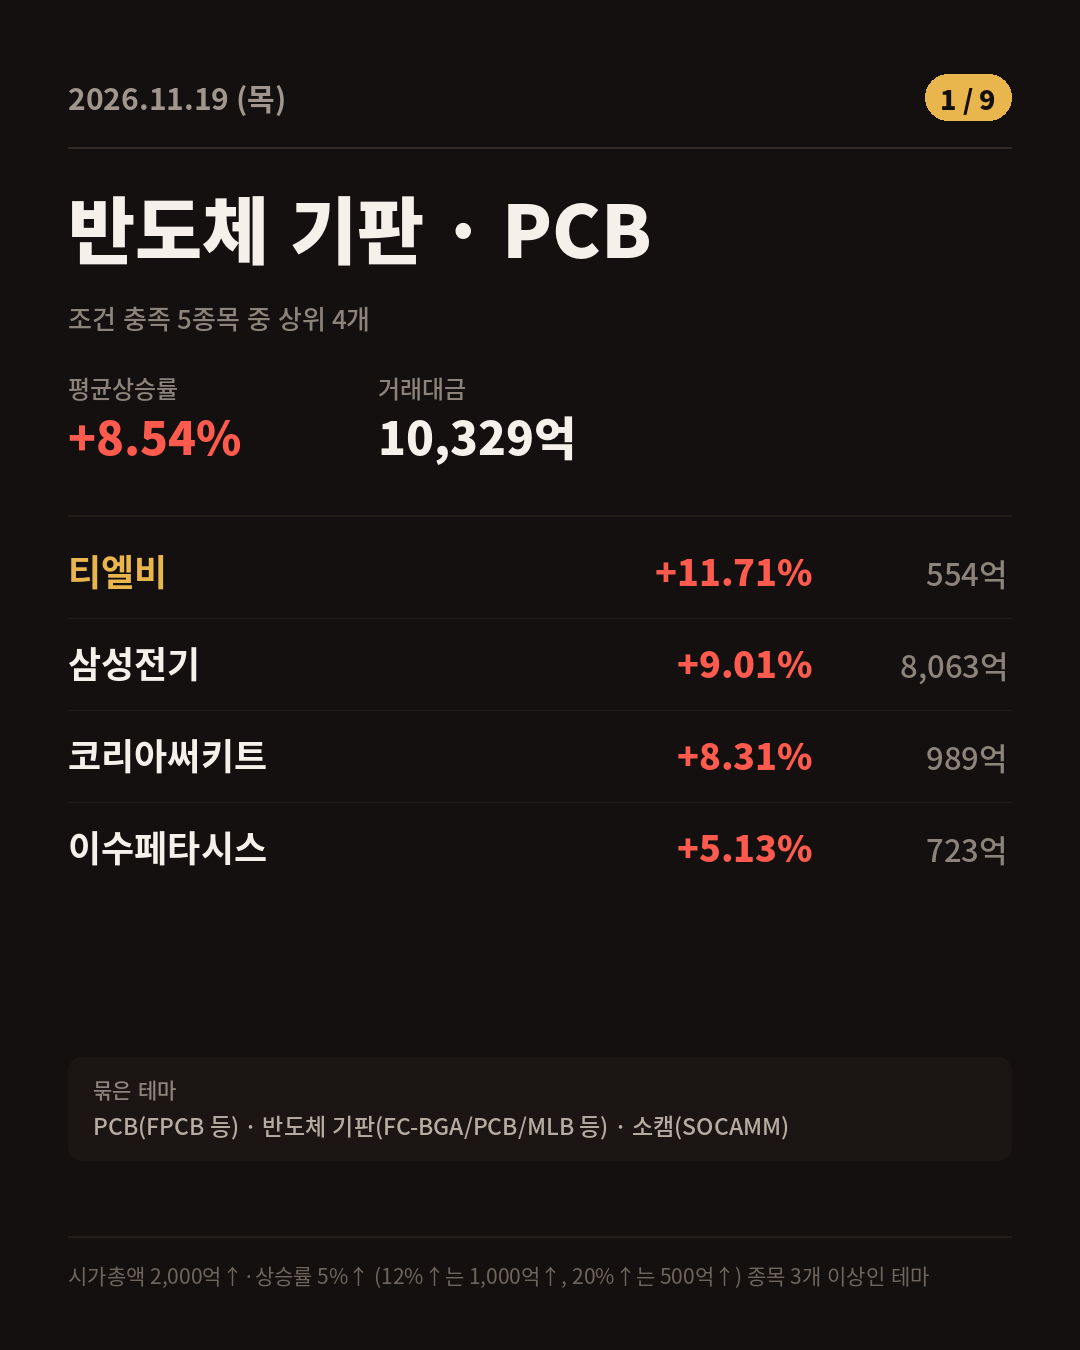 2026.11.19 (목)
1 / 9
반도체 기판 · PCB
조건 충족 5종목 중 상위 4개
평균상승률 거래대금
+8.54% 10,329억
티엘비 +11.71% 554억
삼성전기 +9.01% 8,063억
코리아써키트 +8.31% 989억
이수페타시스 +5.13% 723억
묶은 테마
PCB(FPCB 등) · 반도체 기판(FC-BGA/PCB/MLB 등) · 소캠(SOCAMM)
시가총액 2,000억↑ · 상승률 5%↑ (12%↑는 1,000억↑, 20%↑는 500억↑) 종목 3개 이상인 테마